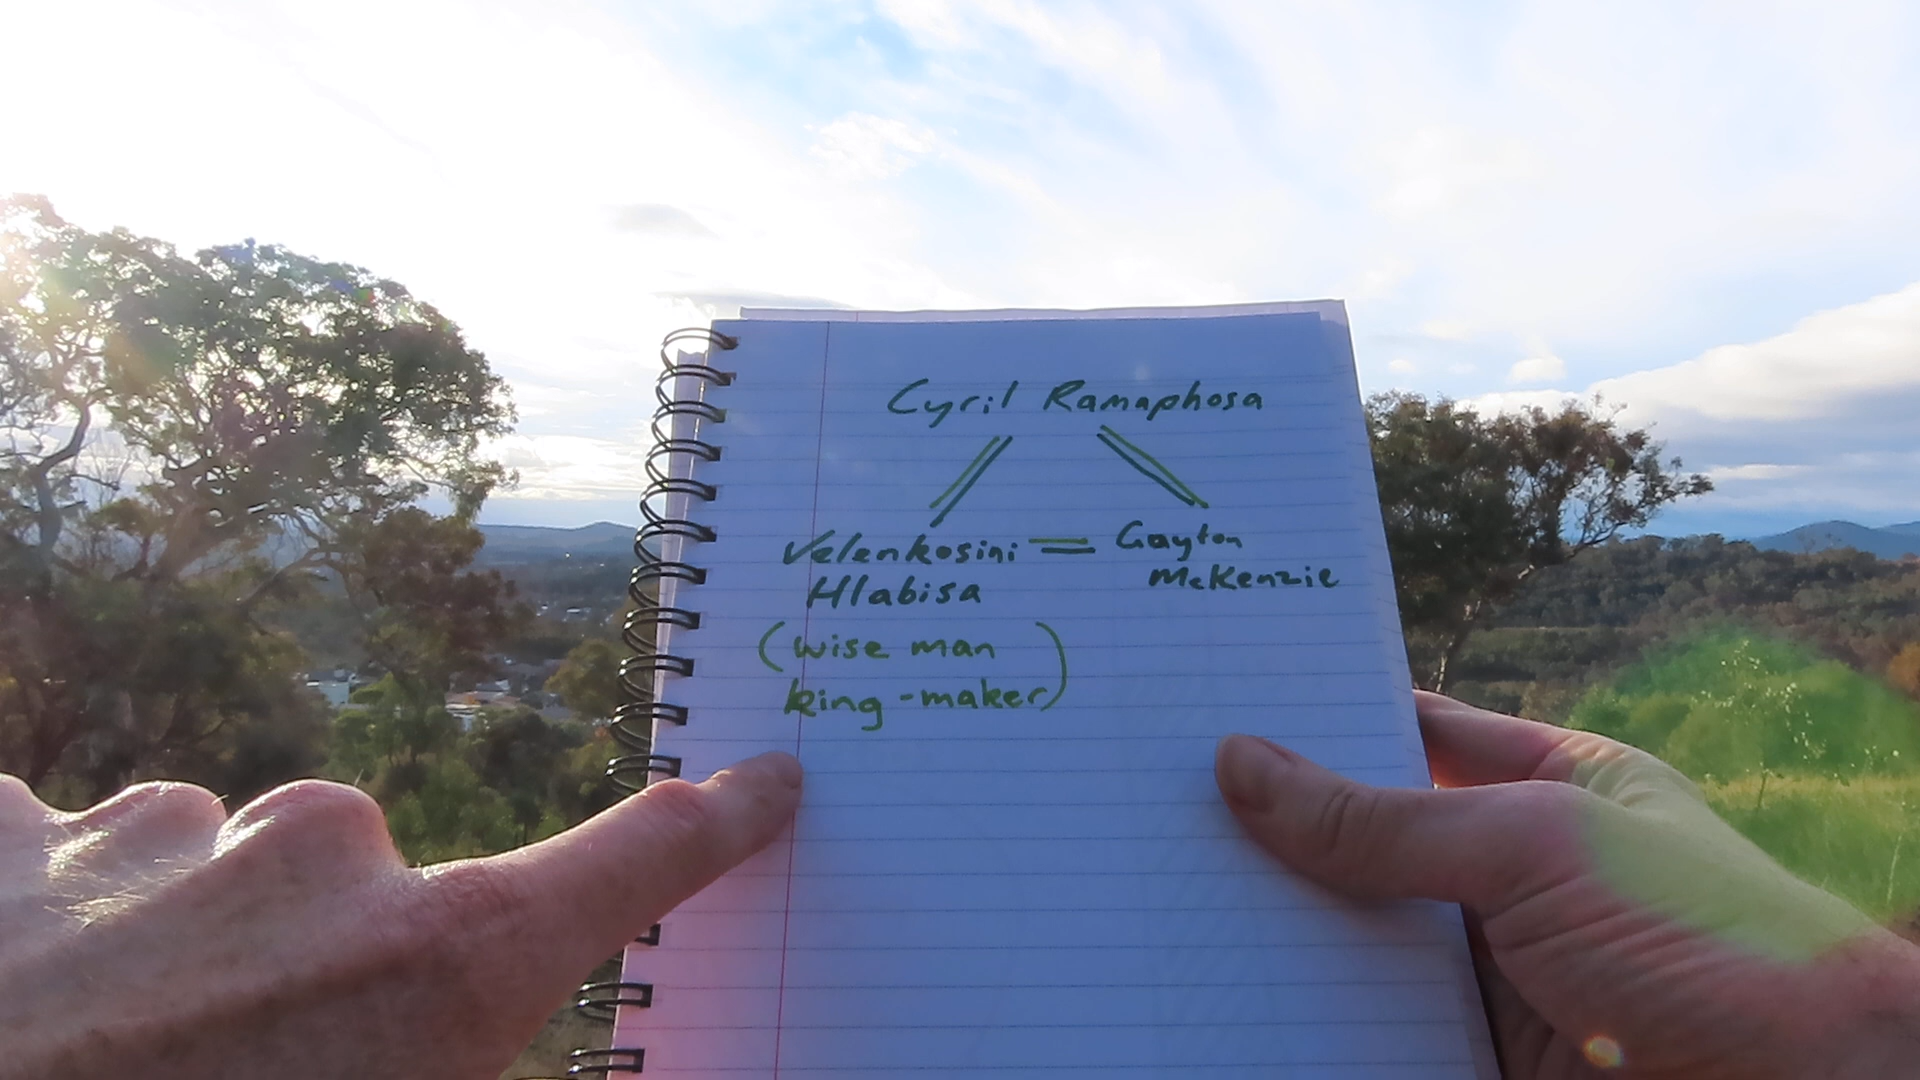 Cyril Ramaphosa
Velenkosini = Gayton
Hlabisa McKenzie
(wise man
king-maker)